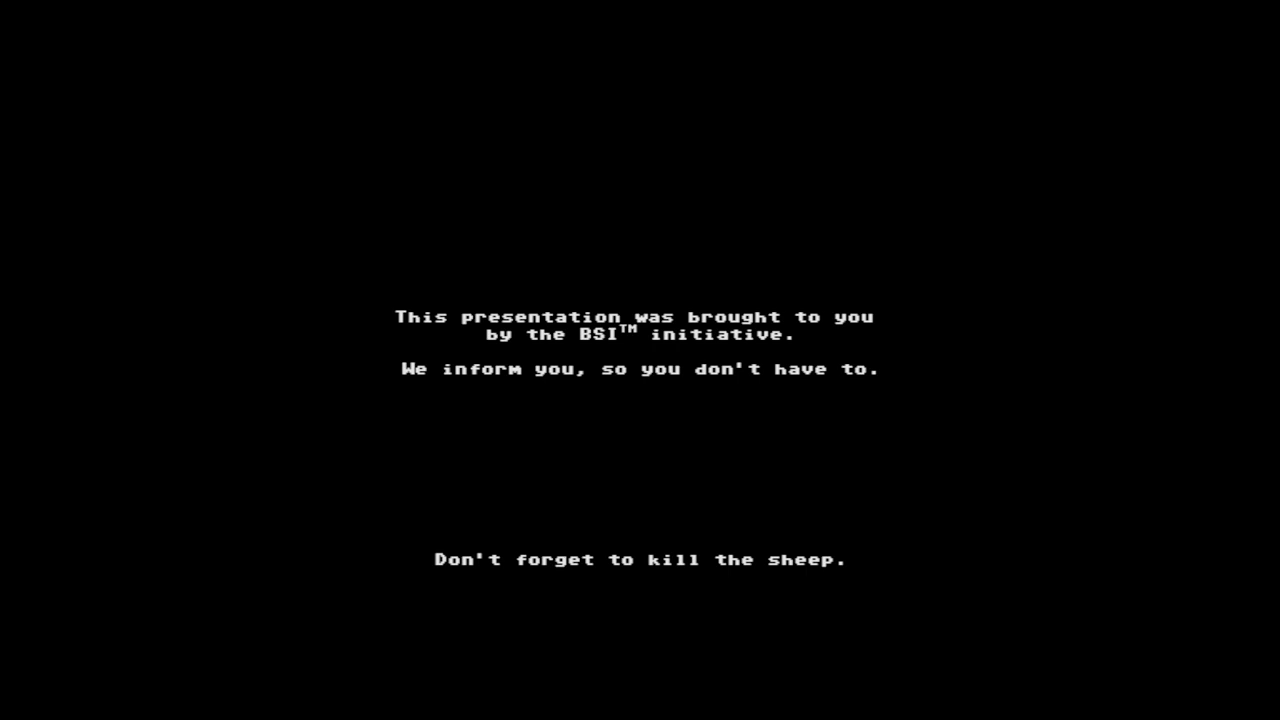 This presentation was brought to you
by the BSI™ initiative.
We inform you, so you don't have to.
Don't forget to kill the sheep.